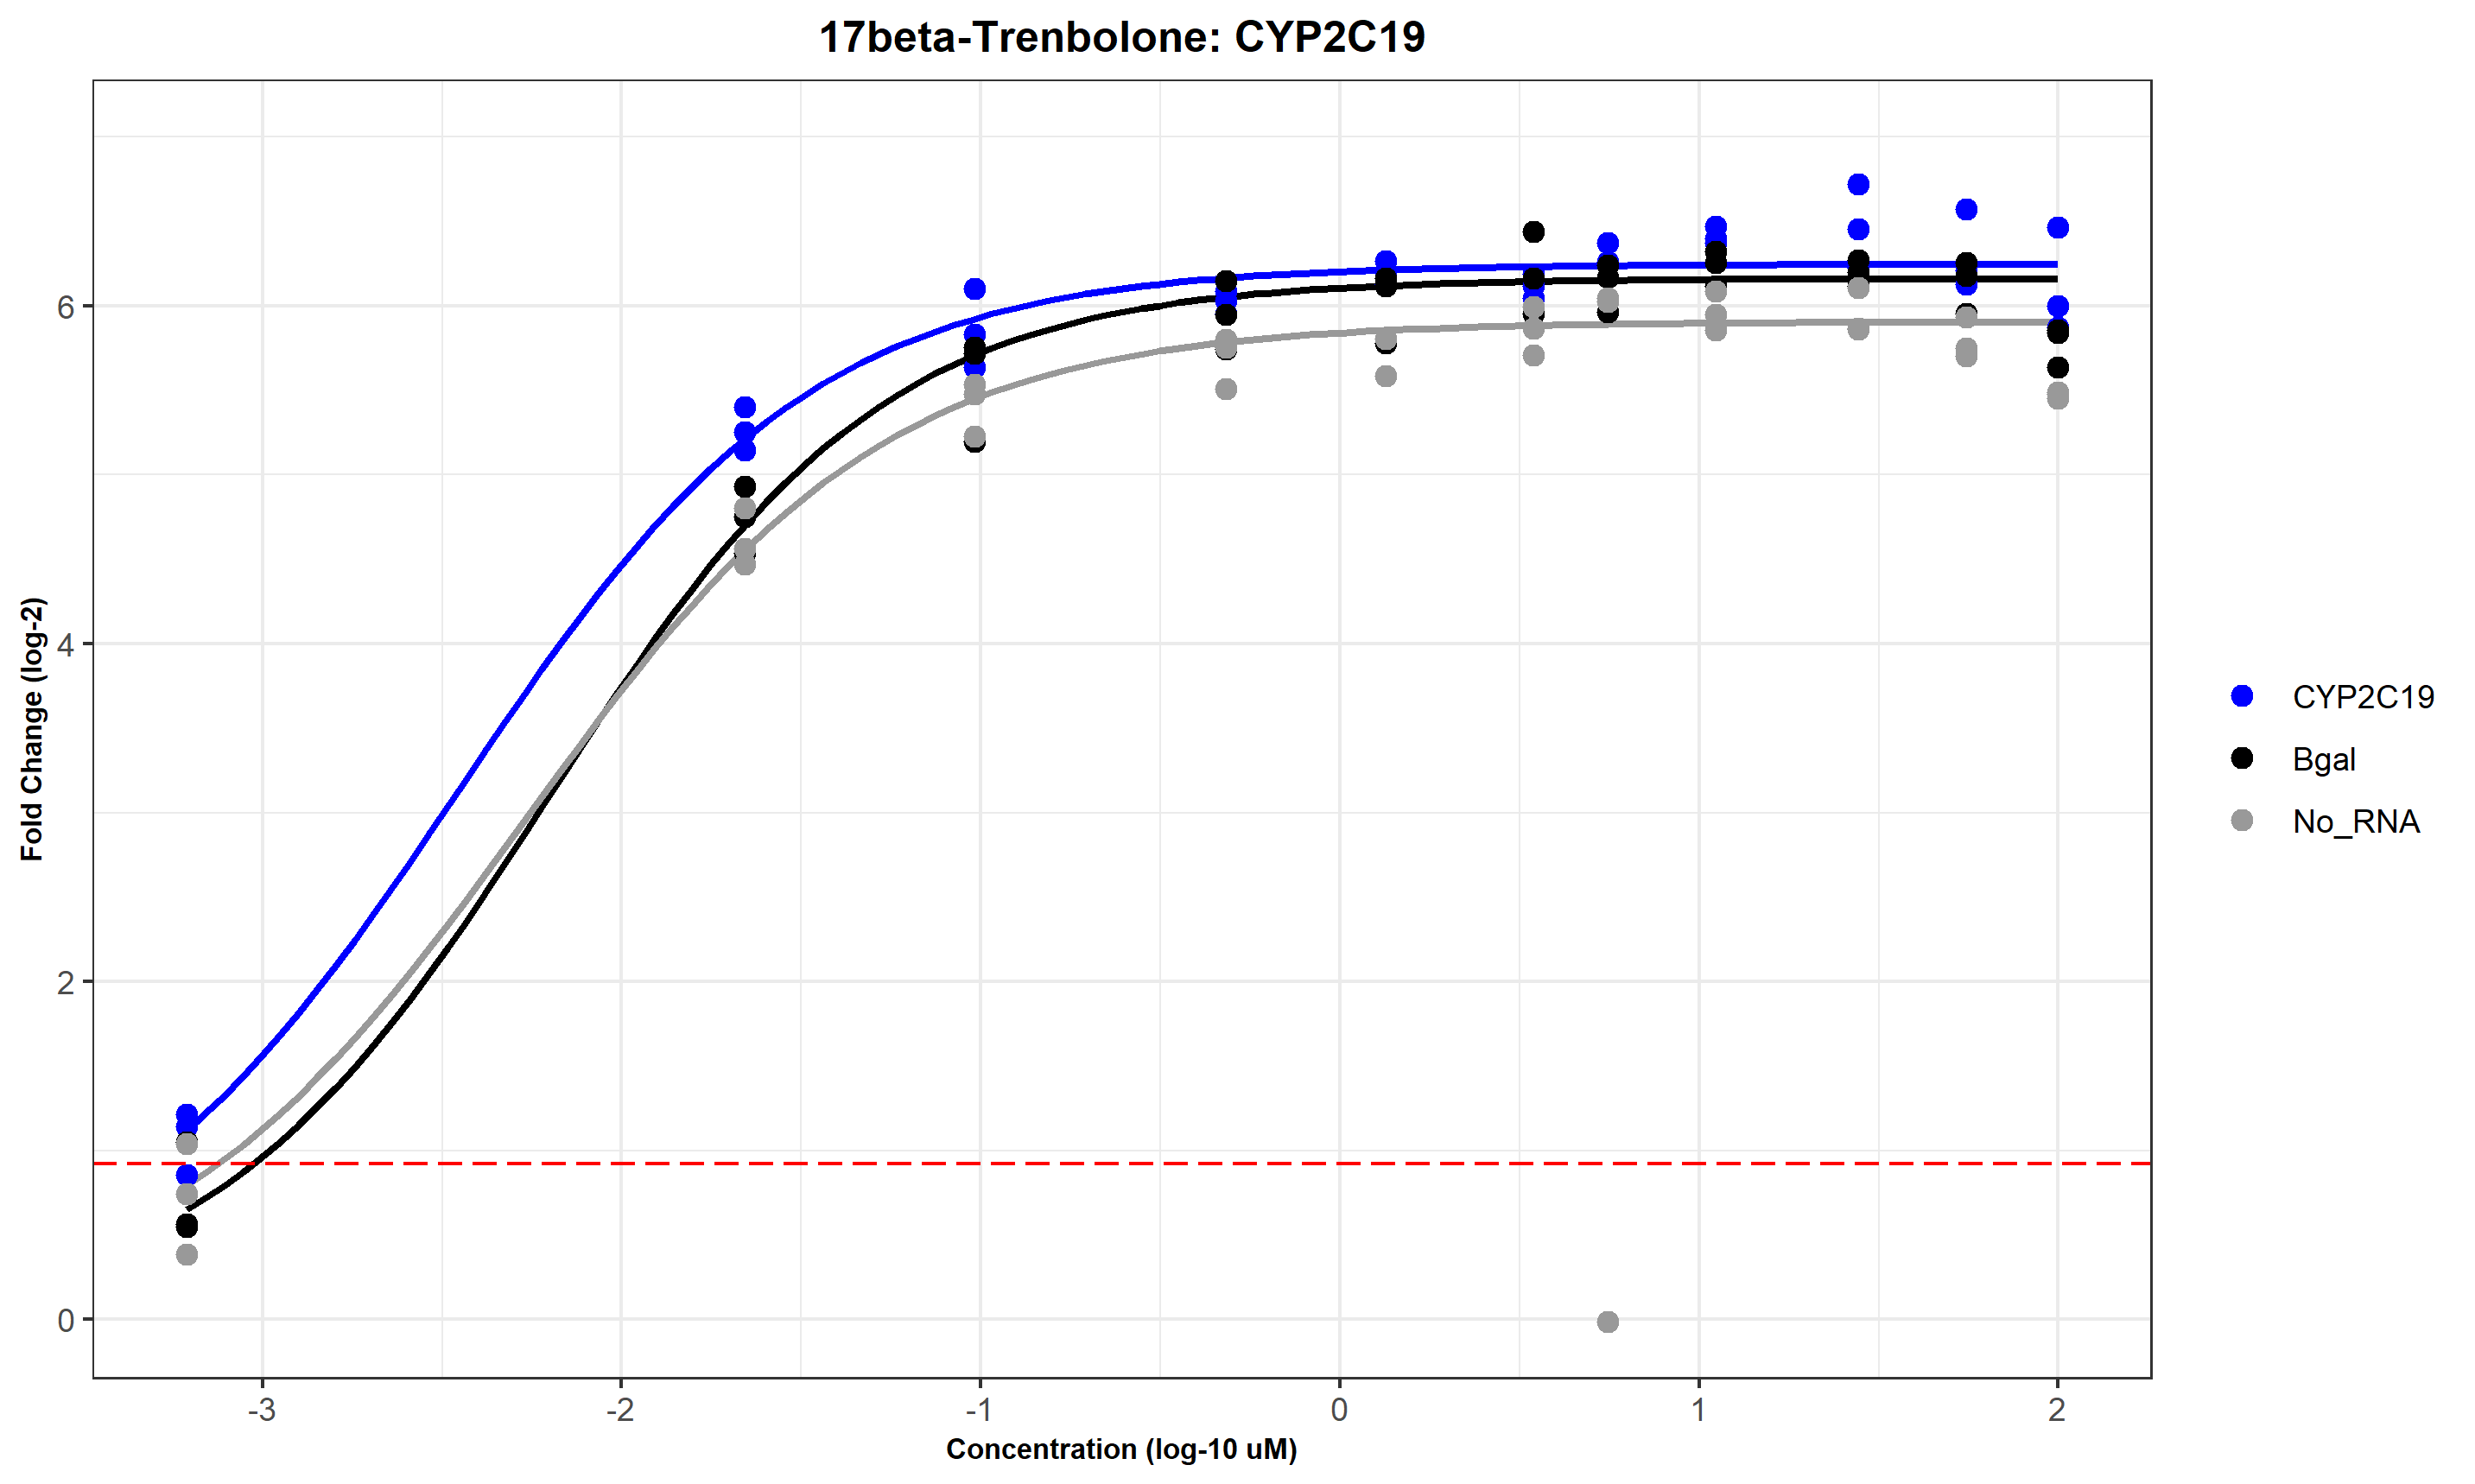 17beta-Trenbolone: CYP2C19
Fold Change (log-2)
6
4
2
0
-3
-2
-1
0
1
2
Concentration (log-10 uM)
CYP2C19
Bgal
No_RNA